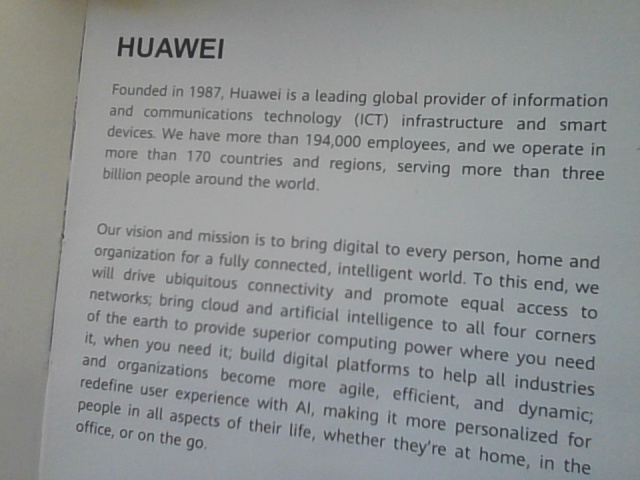 HUAWEI
Founded in 1987, Huawei is a leading global provider of information
and communications technology (ICT) infrastructure and smart
devices. We have more than 194,000 employees, and we operate in
more than 170 countries and regions, serving more than three
billion people around the world.
Our vision and mission is to bring digital to every person, home and
organization for a fully connected, intelligent world. To this end, we
will drive ubiquitous connectivity and promote equal access to
networks; bring cloud and artificial intelligence to all four corners
of the earth to provide superior computing power where you need
it, when you need it; build digital platforms to help all industries
and organizations become more agile, efficient, and dynamic;
redefine user experience with AI, making it more personalized for
people in all aspects of their life, whether they're at home, in the
office, or on the go.